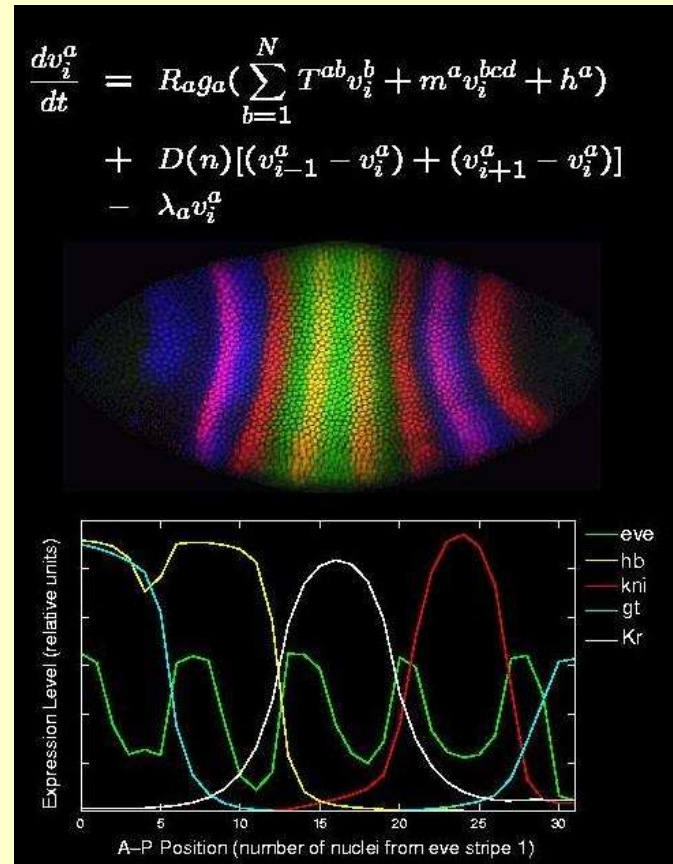 dv_i^a/dt = R_a g_a(∑_{b=1}^{N} T^{ab} v_i^b + m^a v_i^{bcd} + h^a)
+ D(n)[(v_{i-1}^a − v_i^a) + (v_{i+1}^a − v_i^a)]
− λ_a v_i^a
eve
hb
kni
gt
Kr
Expression Level (relative units)
0 5 10 15 20 25 30
A–P Position (number of nuclei from eve stripe 1)